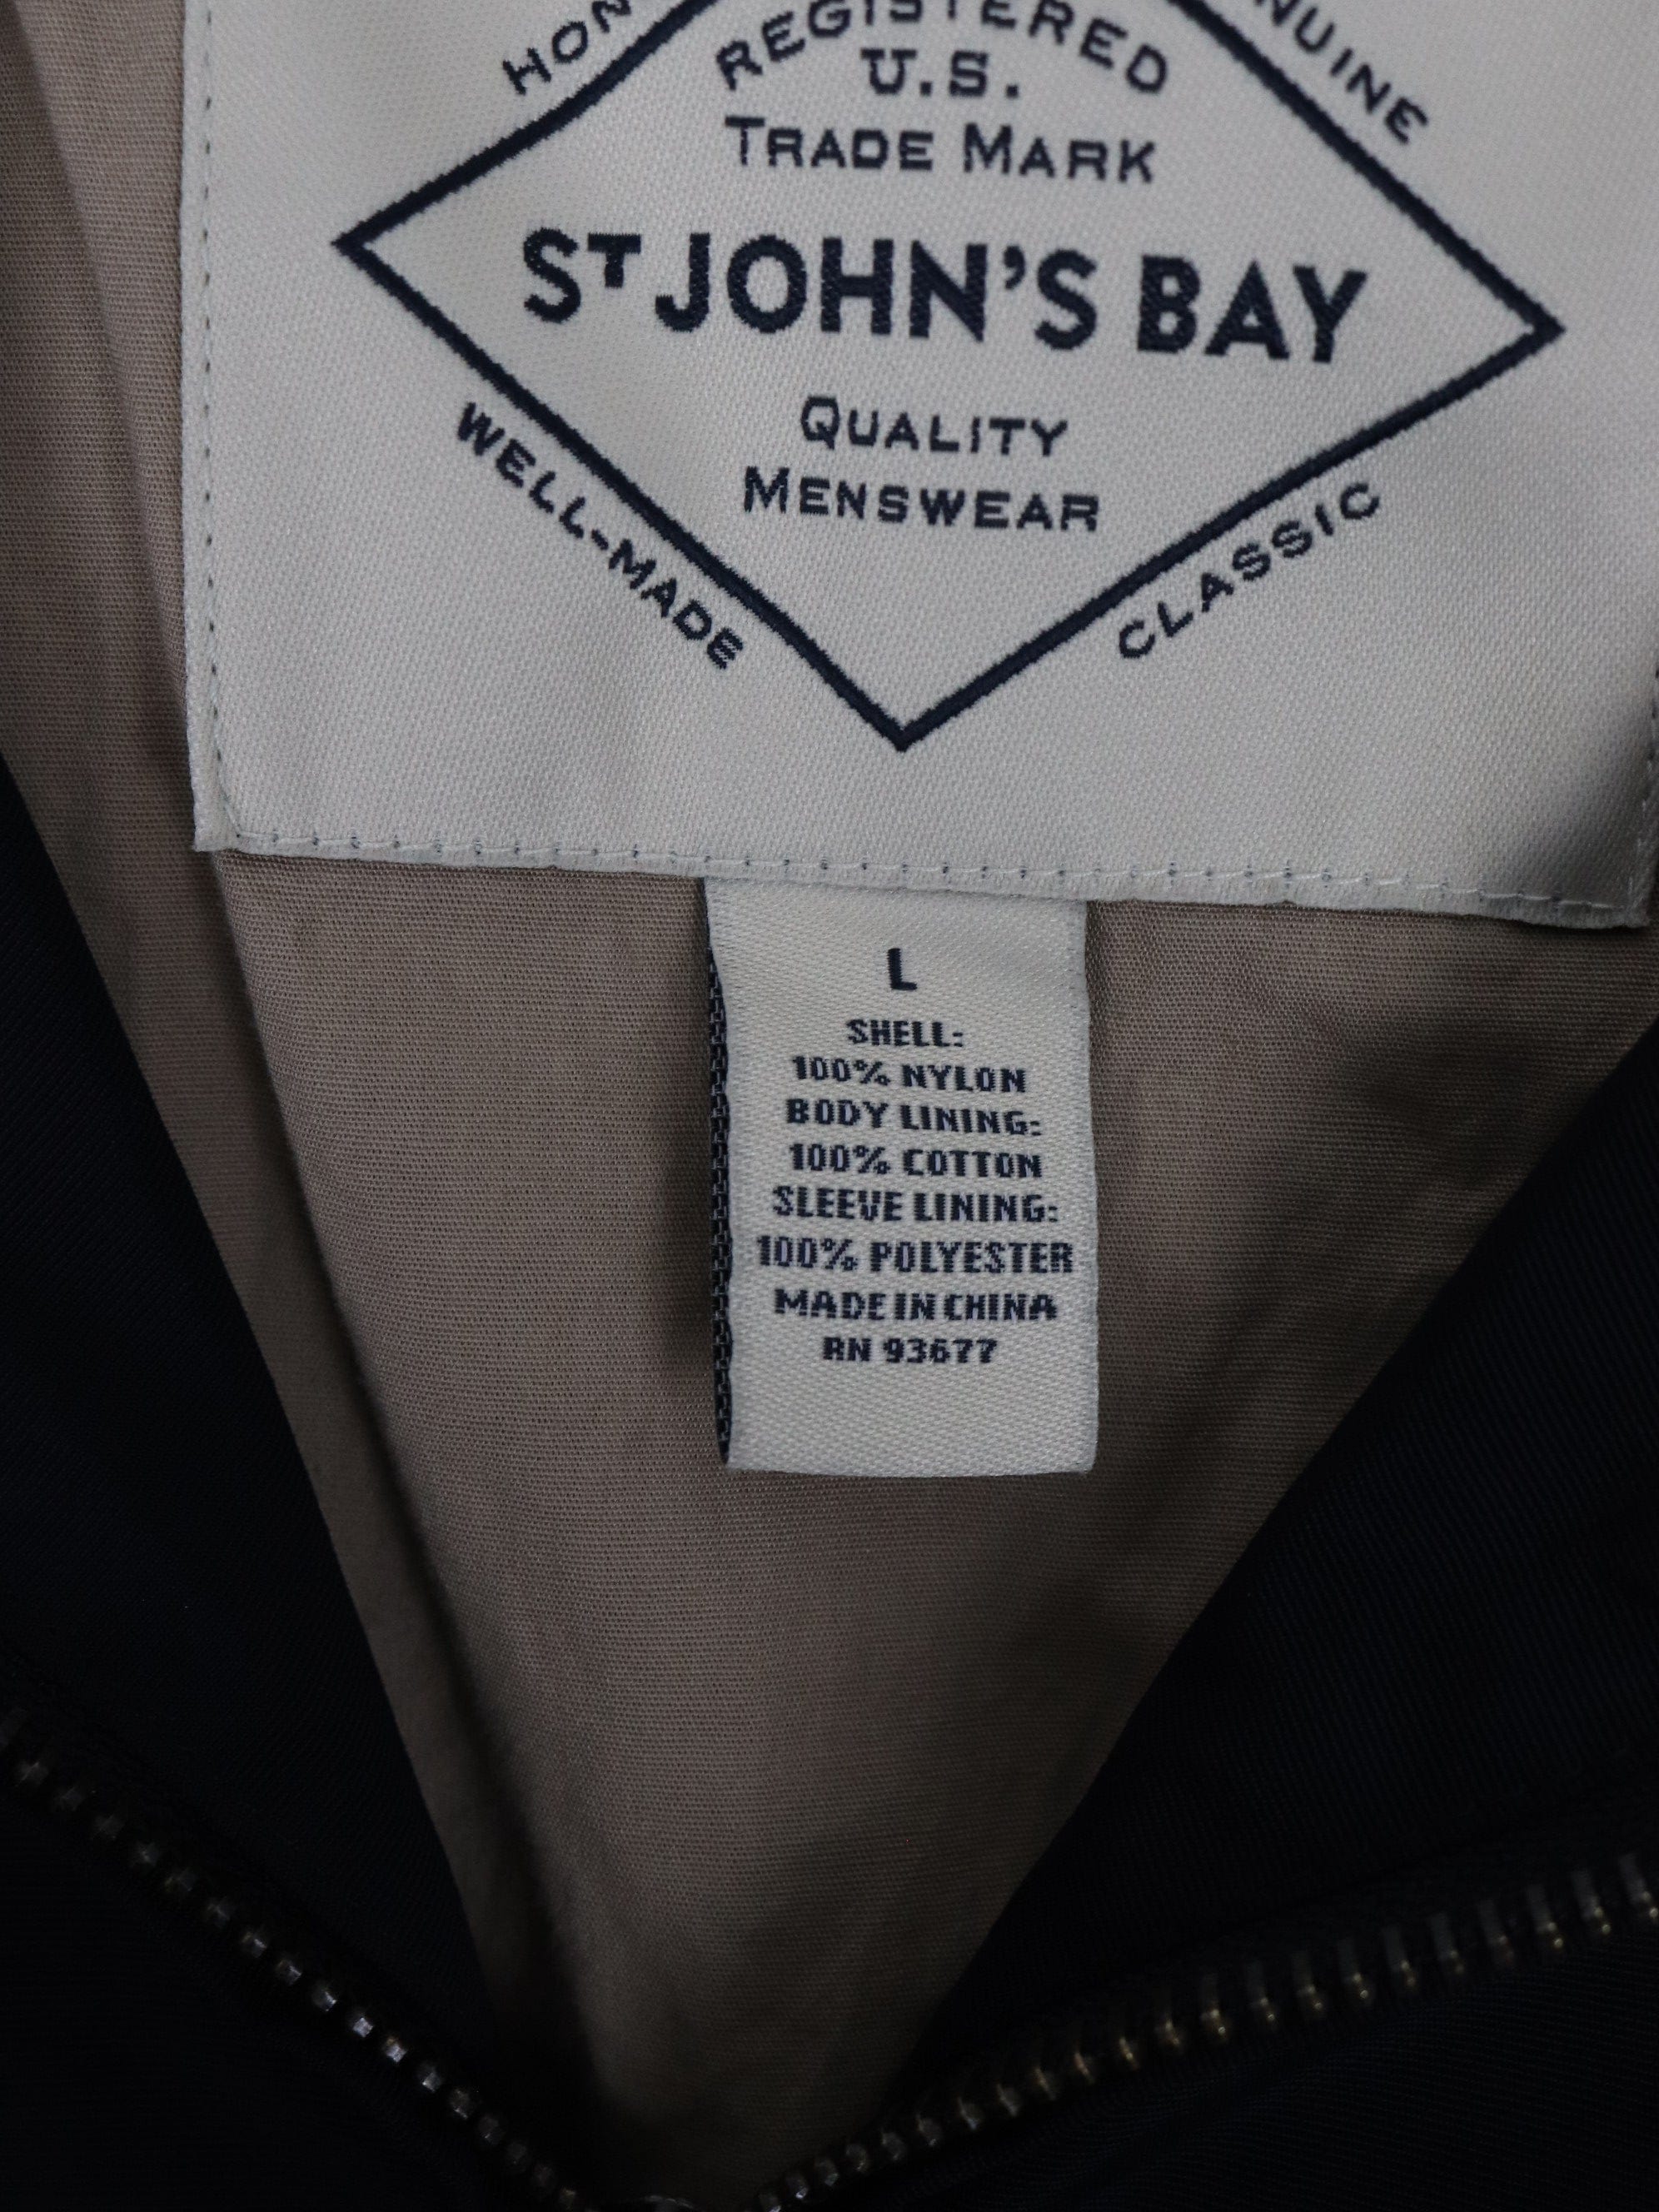 REGISTERED
U.S.
TRADE MARK
ST JOHN'S BAY
QUALITY
MENSWEAR
WELL-MADE
CLASSIC
L
SHELL:
100% NYLON
BODY LINING:
100% COTTON
SLEEVE LINING:
100% POLYESTER
MADE IN CHINA
RN 93677